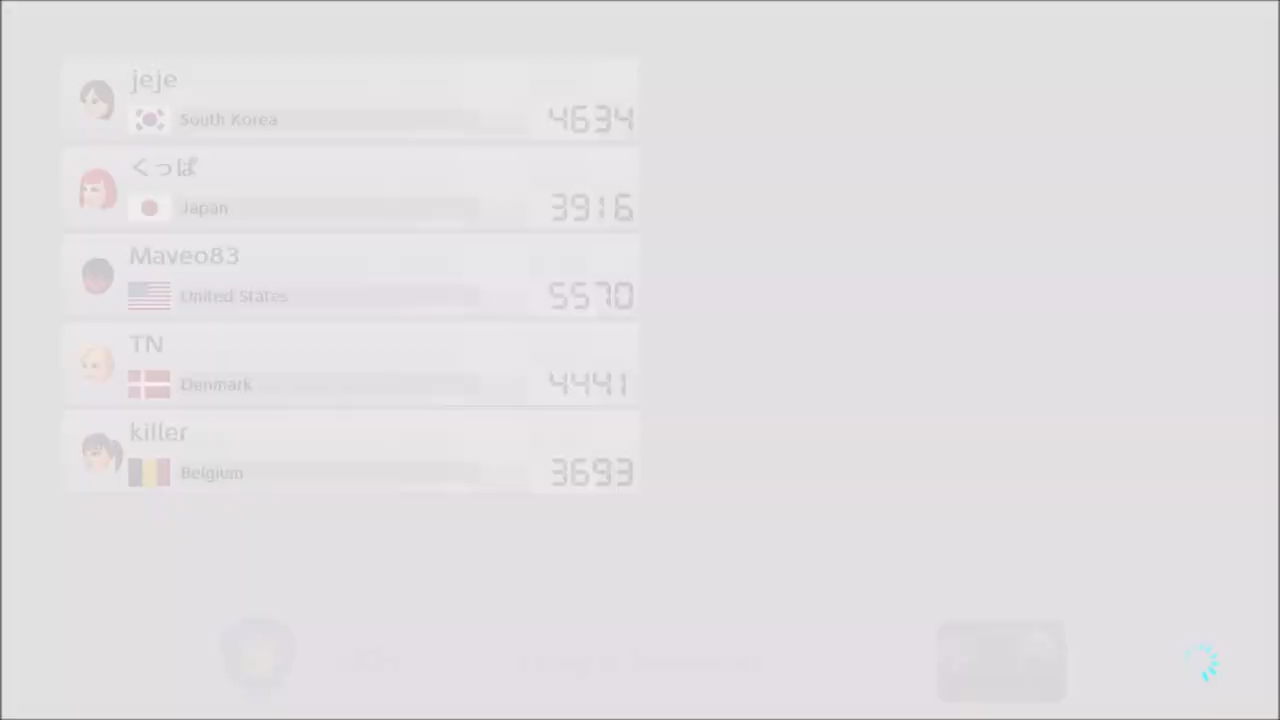 jeje
South Korea 4634
くっぱ
Japan 3916
Maveo83
United States 5570
TN
Denmark 4441
killer
Belgium 3693